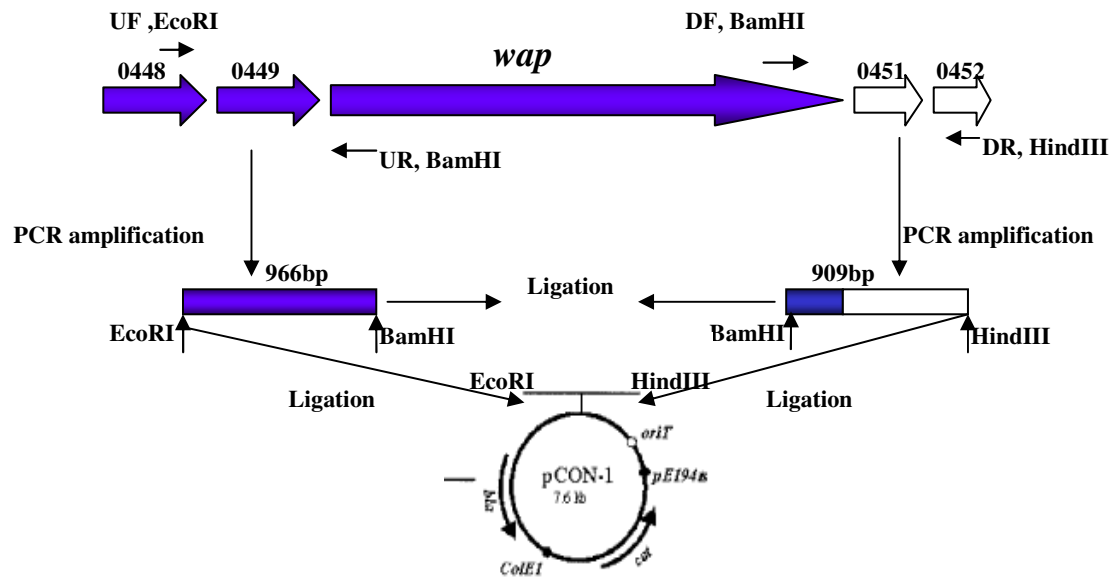 UF ,EcoRI
DF, BamHI
wap
0448
0449
0451
0452
UR, BamHI
DR, HindIII
PCR amplification
PCR amplification
966bp
909bp
Ligation
EcoRI
BamHI
BamHI
HindIII
EcoRI
HindIII
Ligation
Ligation
oriT
pCON-1
pE194ts
7.6 kb
bla
cat
ColE1